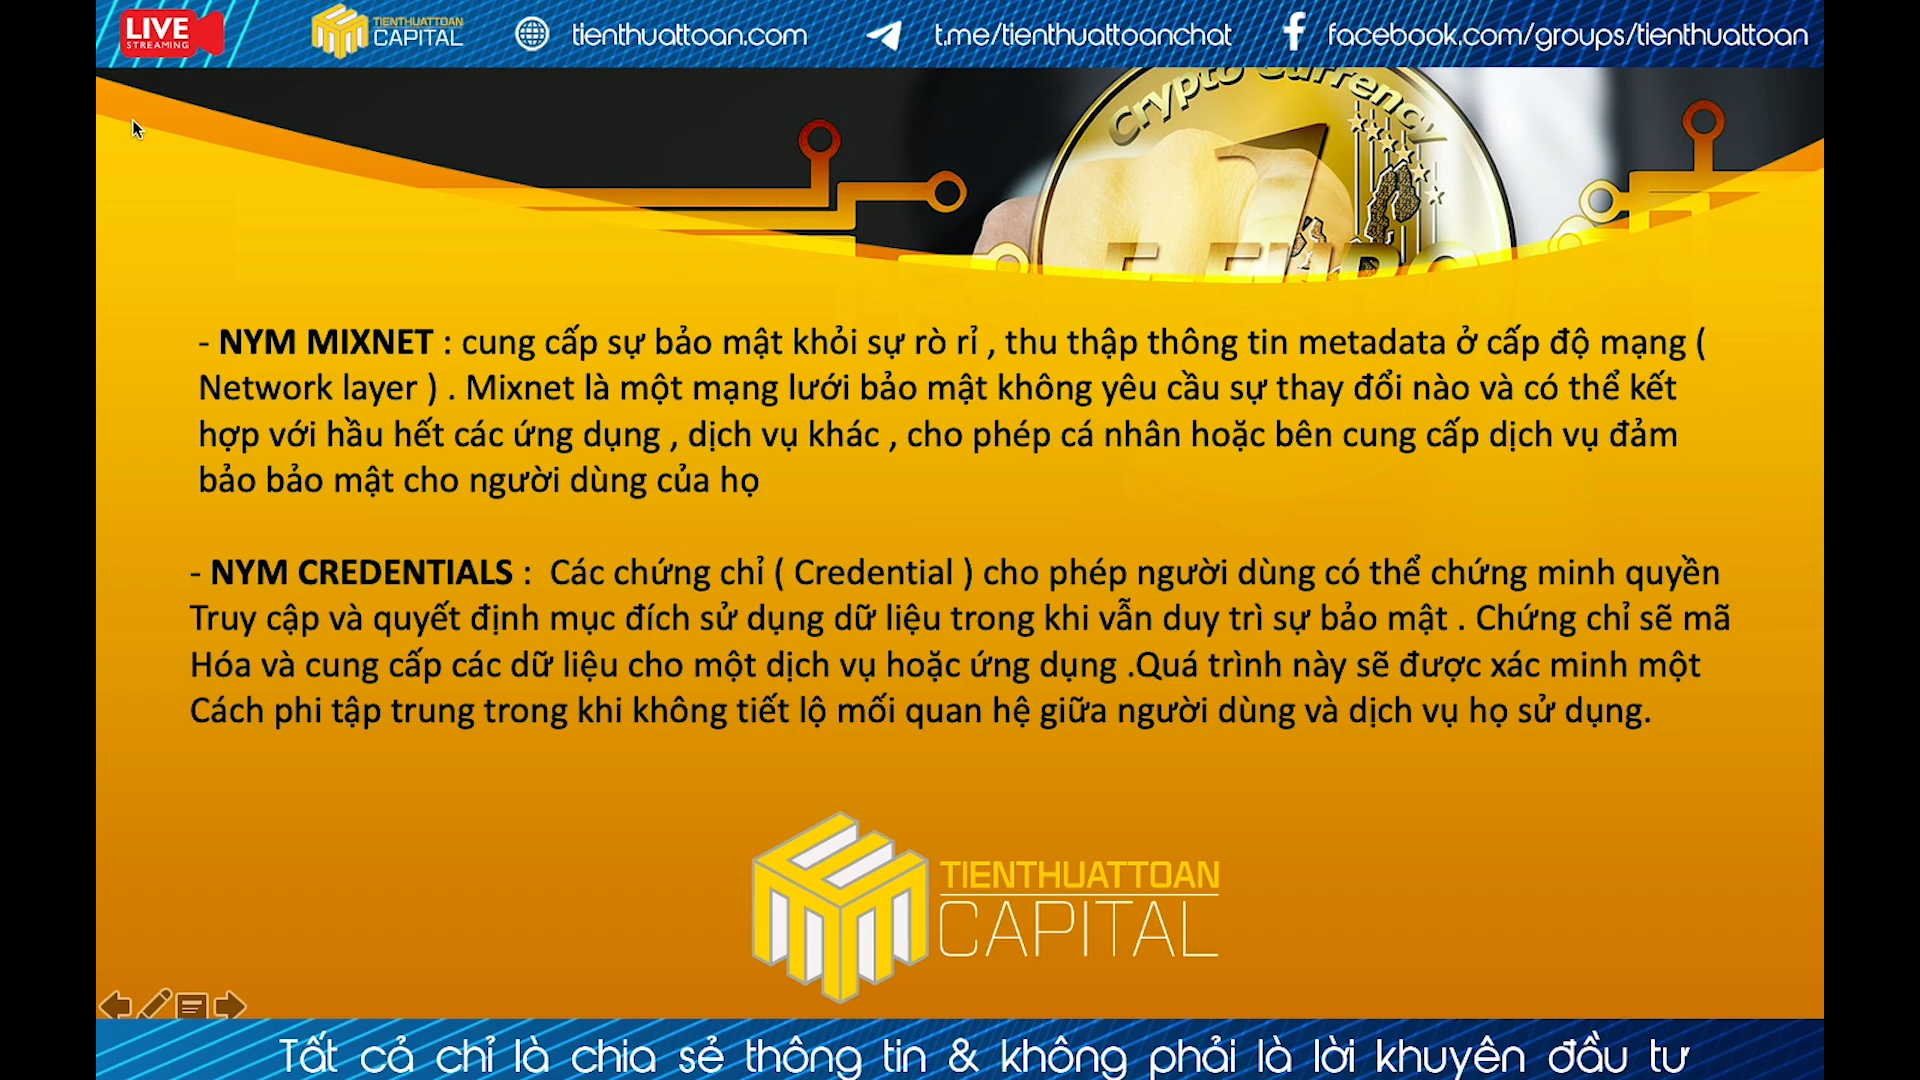 LIVE
STREAMING
TIENTHUATTOAN
CAPITAL
tienthuattoan.com
t.me/tienthuattoanchat
facebook.com/groups/tienthuattoan
Crypto Currency
1
E EURO
- NYM MIXNET : cung cấp sự bảo mật khỏi sự rò rỉ , thu thập thông tin metadata ở cấp độ mạng (
Network layer ) . Mixnet là một mạng lưới bảo mật không yêu cầu sự thay đổi nào và có thể kết
hợp với hầu hết các ứng dụng , dịch vụ khác , cho phép cá nhân hoặc bên cung cấp dịch vụ đảm
bảo bảo mật cho người dùng của họ
- NYM CREDENTIALS :  Các chứng chỉ ( Credential ) cho phép người dùng có thể chứng minh quyền
Truy cập và quyết định mục đích sử dụng dữ liệu trong khi vẫn duy trì sự bảo mật . Chứng chỉ sẽ mã
Hóa và cung cấp các dữ liệu cho một dịch vụ hoặc ứng dụng .Quá trình này sẽ được xác minh một
Cách phi tập trung trong khi không tiết lộ mối quan hệ giữa người dùng và dịch vụ họ sử dụng.
TIENTHUATTOAN
CAPITAL
Tất cả chỉ là chia sẻ thông tin & không phải là lời khuyên đầu tư